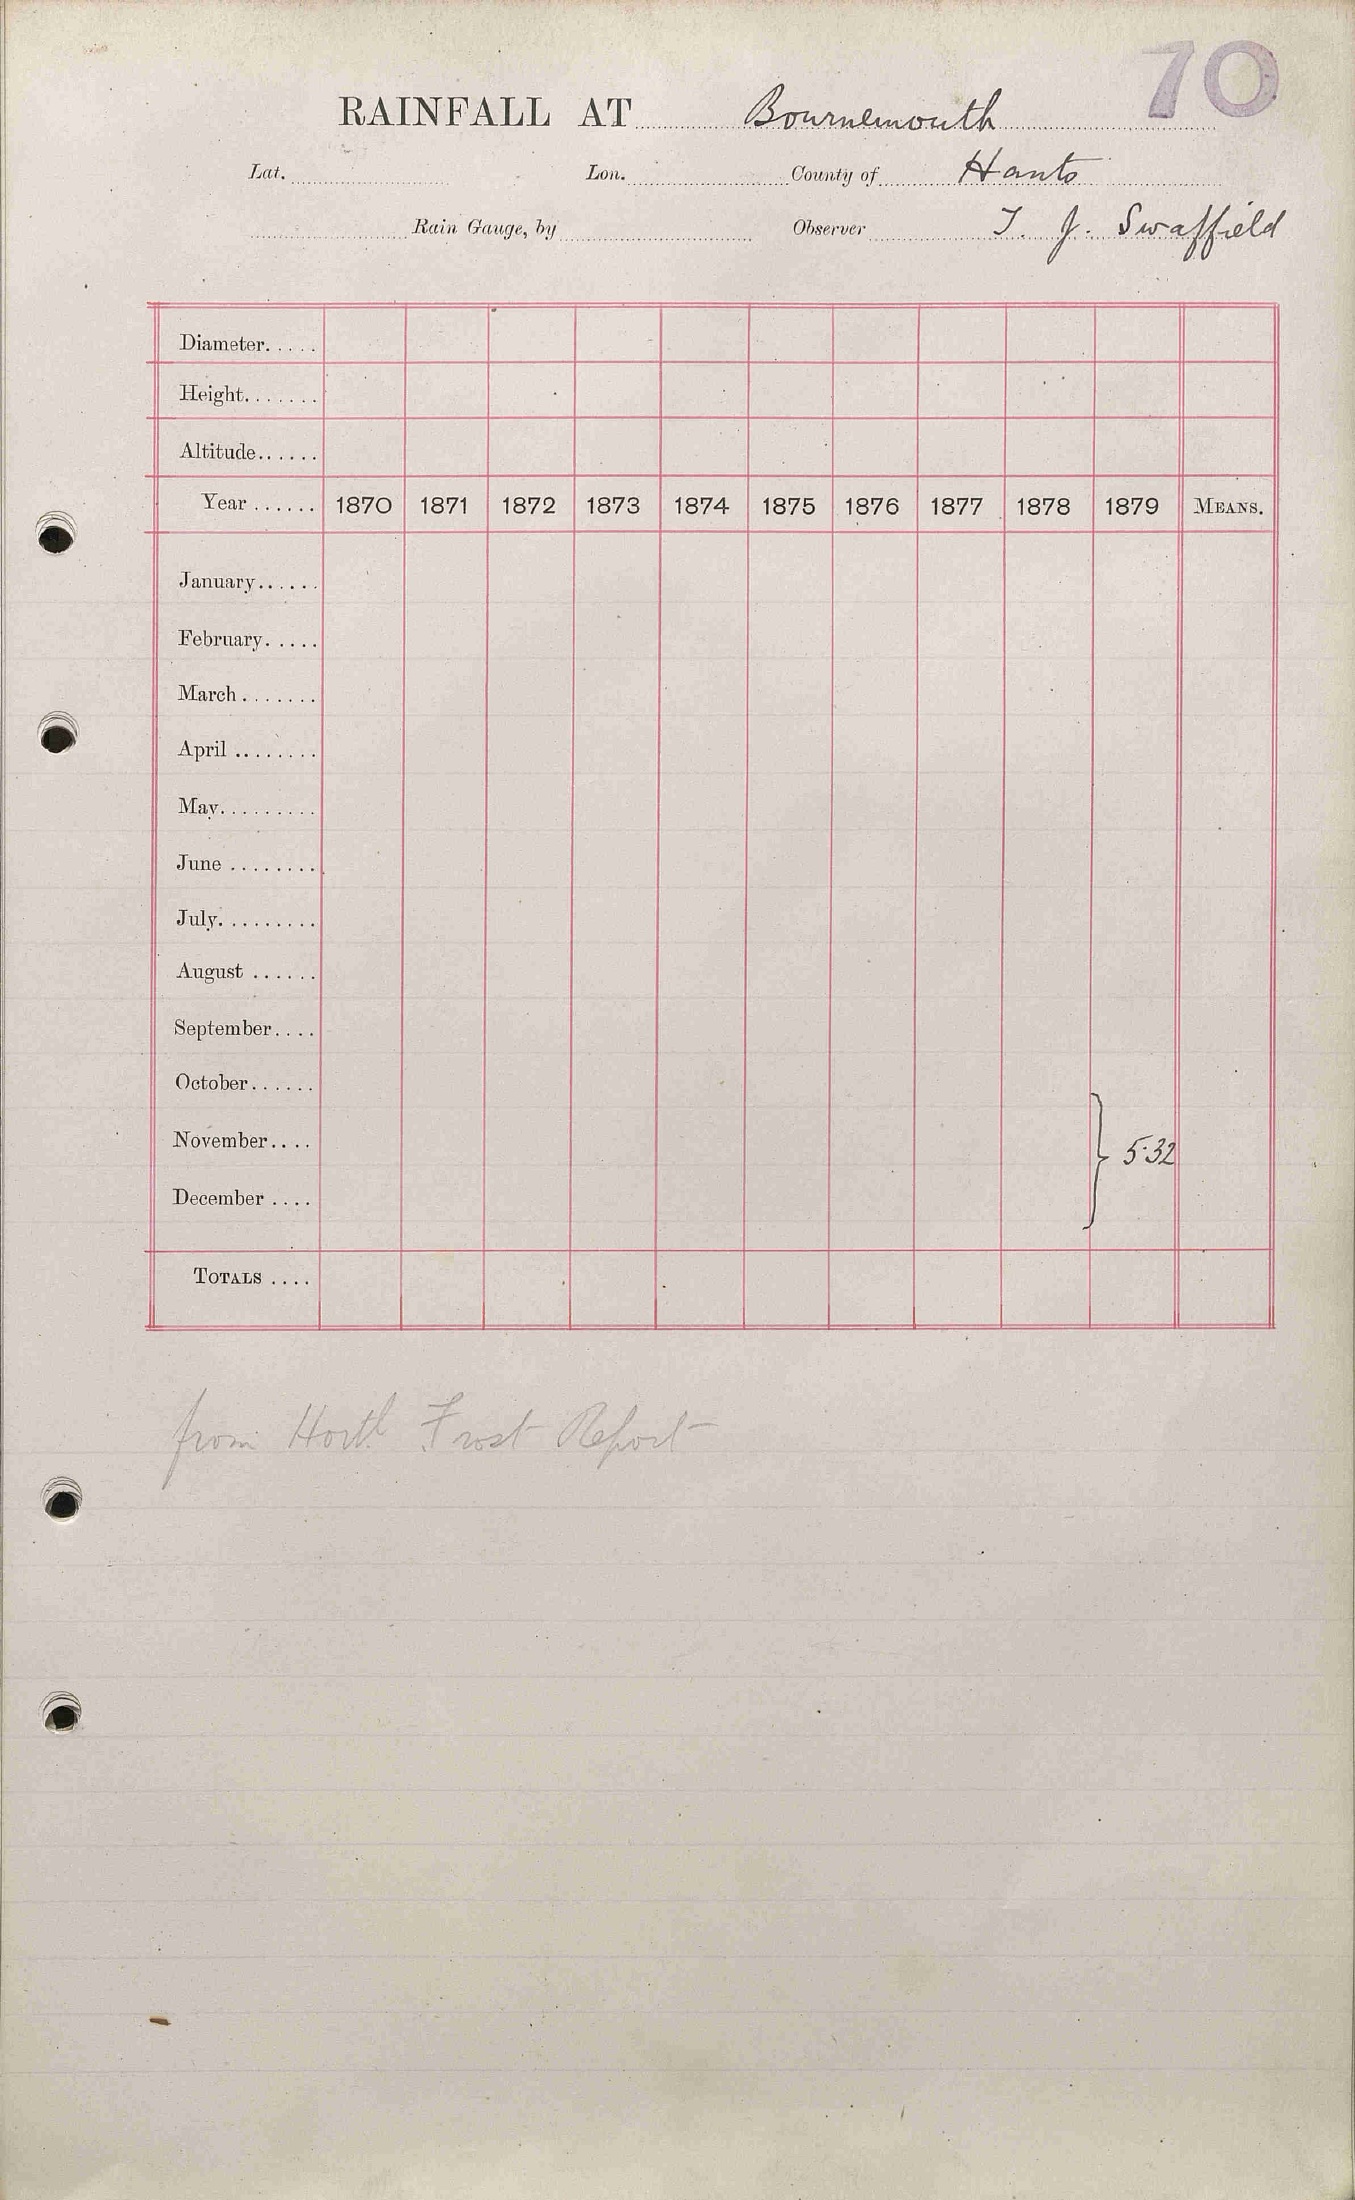 70
RAINFALL AT Bournemouth
Lat. Lon. County of Hants
Rain Gauge, by Observer T. J. Swaffield
Diameter.....
Height.......
Altitude......
Year ...... 1870 1871 1872 1873 1874 1875 1876 1877 1878 1879 MEANS.
January......
February.....
March.......
April ........
May.........
June ........
July.........
August ......
September....
October......
November.... } 5·32
December ....
TOTALS ....
from Hortl Frost Report